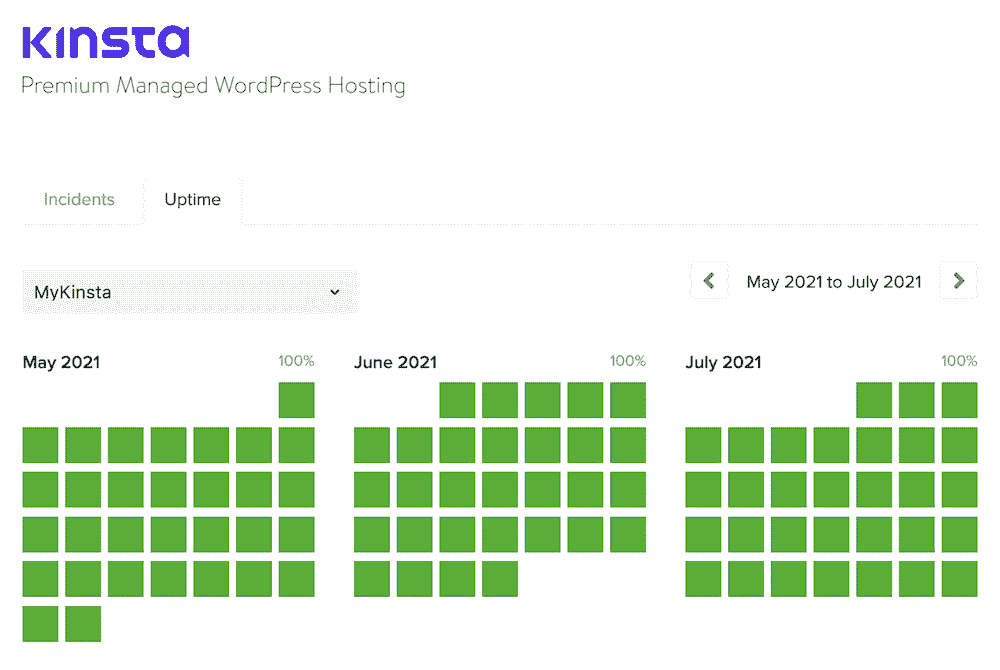 Kinsta
Premium Managed WordPress Hosting
Incidents
Uptime
MyKinsta
May 2021 to July 2021
May 2021
100%
June 2021
100%
July 2021
100%